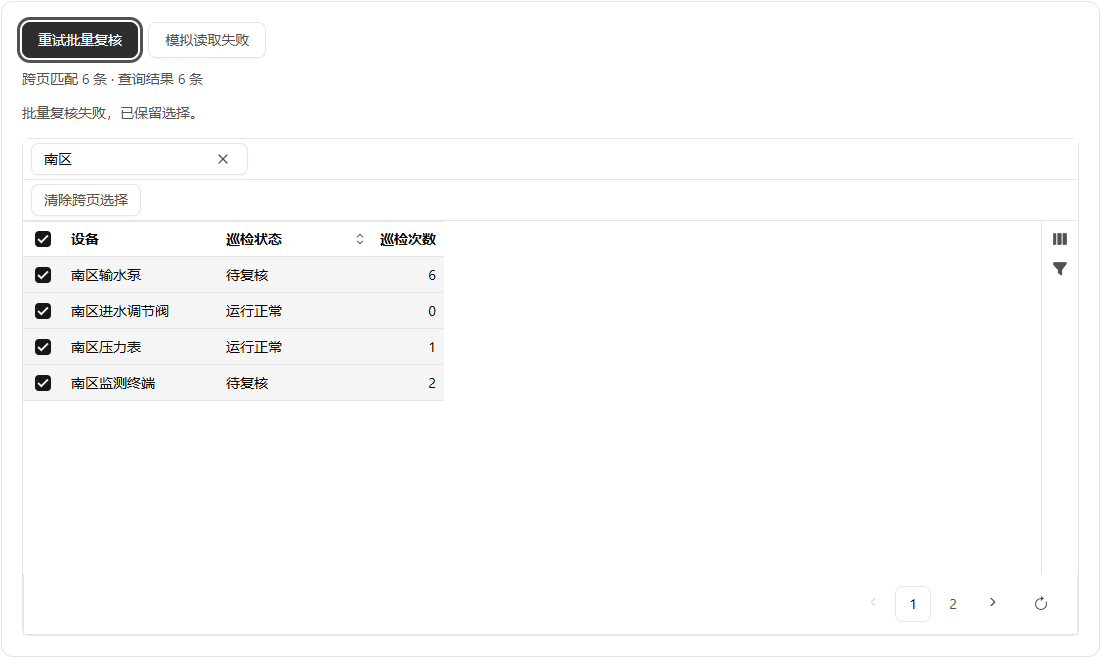 重试批量复核 模拟读取失败
跨页匹配 6 条 · 查询结果 6 条
批量复核失败，已保留选择。
南区
清除跨页选择
设备 巡检状态 巡检次数
南区输水泵 待复核 6
南区进水调节阀 运行正常 0
南区压力表 运行正常 1
南区监测终端 待复核 2
1 2